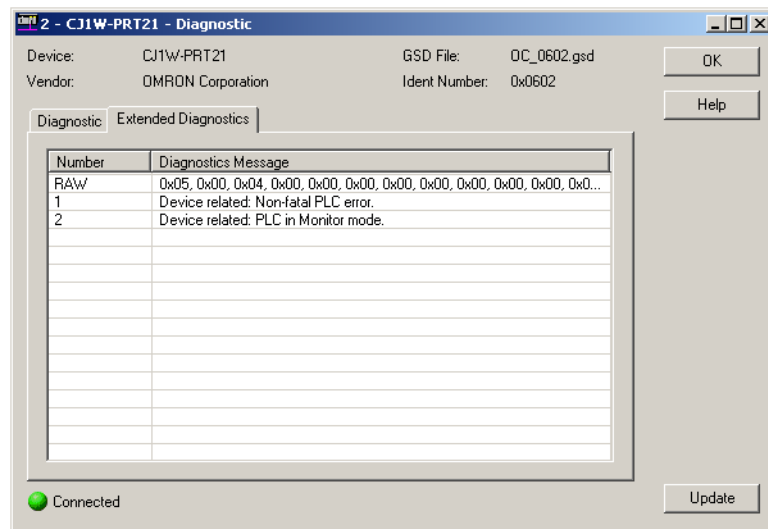 2 - CJ1W-PRT21 - Diagnostic
Device: CJ1W-PRT21 GSD File: OC_0602.gsd OK
Vendor: OMRON Corporation Ident Number: 0x0602
Help
Diagnostic Extended Diagnostics
Number Diagnostics Message
RAW 0x05, 0x00, 0x04, 0x00, 0x00, 0x00, 0x00, 0x00, 0x00, 0x00, 0x00, 0x0...
1 Device related: Non-fatal PLC error.
2 Device related: PLC in Monitor mode.
Connected Update